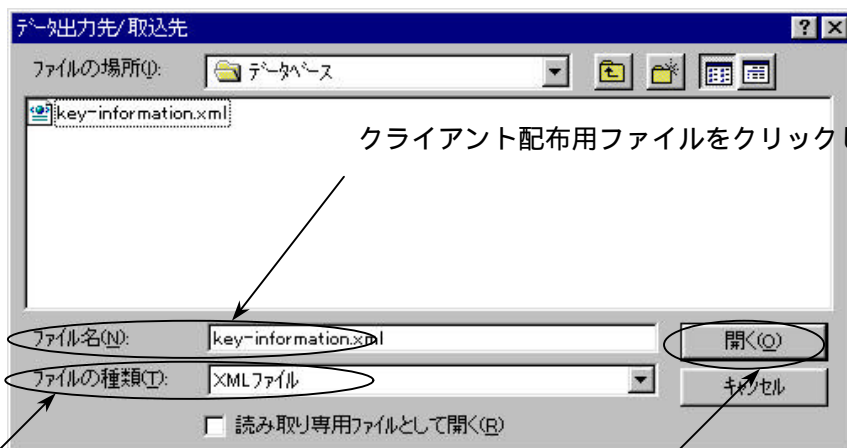 ﾃﾞｰﾀ出力先/取込先
ﾌｧｲﾙの場所(I):
ﾃﾞｰﾀﾍﾞｰｽ
key-information.xml
クライアント配布用ファイルをクリックし
ﾌｧｲﾙ名(N):
key-information.xml
開く(O)
ﾌｧｲﾙの種類(T):
XMLﾌｧｲﾙ
ｷｬﾝｾﾙ
読み取り専用ﾌｧｲﾙとして開く(R)